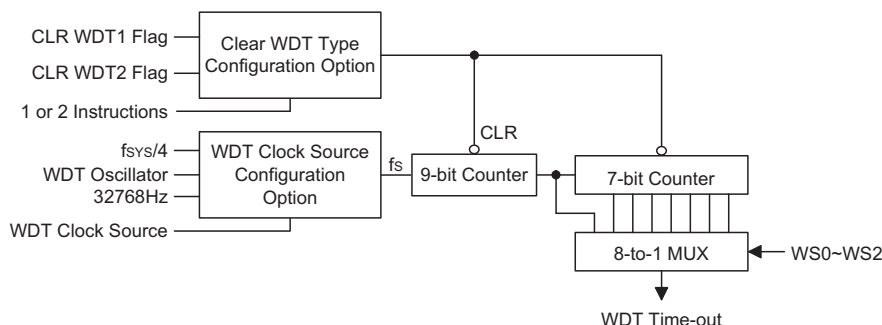 CLR WDT1 Flag
CLR WDT2 Flag
1 or 2 Instructions
Clear WDT Type
Configuration Option
CLR
fSYS/4
WDT Oscillator
32768Hz
WDT Clock Source
WDT Clock Source
Configuration
Option
fS
9-bit Counter
7-bit Counter
8-to-1 MUX
WS0~WS2
WDT Time-out